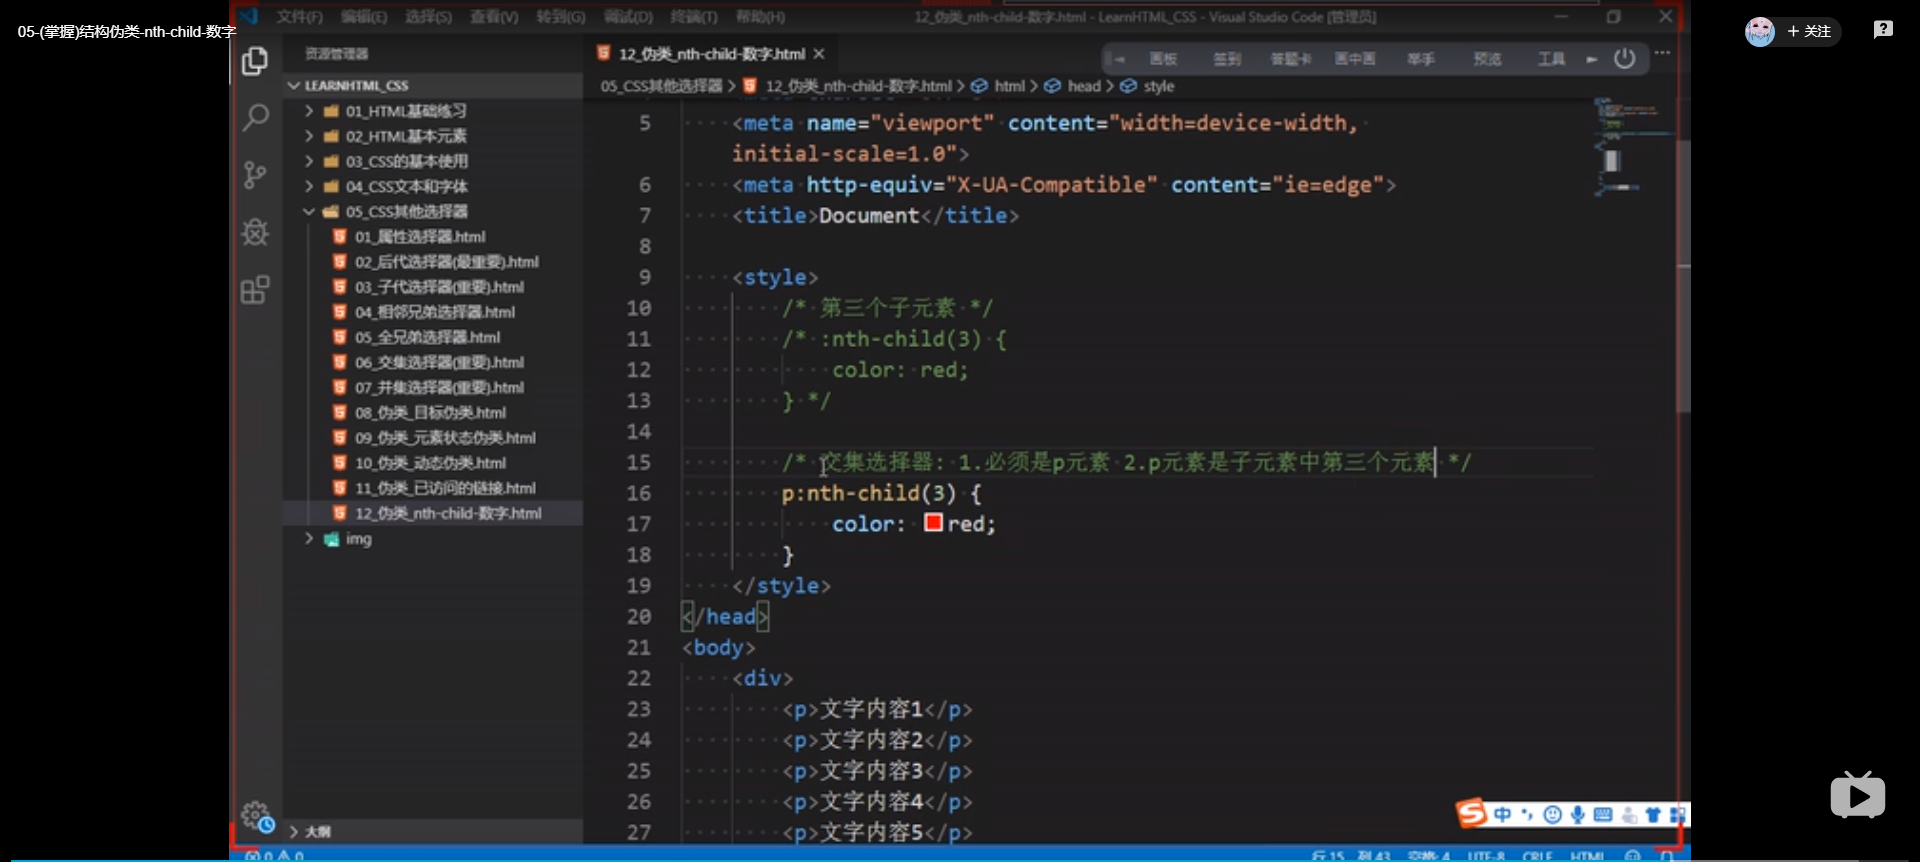 05-(掌握)结构伪类-nth-child-数字
文件(F) 编辑(E) 选择(S) 查看(V) 转到(G) 调试(D) 终端(T) 帮助(H)
12_伪类_nth-child-数字.html - LearnHTML_CSS - Visual Studio Code [管理员]
+ 关注
资源管理器
12_伪类_nth-child-数字.html
画板 签到 答题卡 画中画 举手 预览 工具
LEARNHTML_CSS
05_CSS其他选择器 > 12_伪类_nth-child-数字.html > html > head > style
01_HTML基础练习
02_HTML基本元素
03_CSS的基本使用
04_CSS文本和字体
05_CSS其他选择器
01_属性选择器.html
02_后代选择器(最重要).html
03_子代选择器(重要).html
04_相邻兄弟选择器.html
05_全兄弟选择器.html
06_交集选择器(重要).html
07_并集选择器(重要).html
08_伪类_目标伪类.html
09_伪类_元素状态伪类.html
10_伪类_动态伪类.html
11_伪类_已访问的链接.html
12_伪类_nth-child-数字.html
img
大纲
5 <meta name="viewport" content="width=device-width,
initial-scale=1.0">
6 <meta http-equiv="X-UA-Compatible" content="ie=edge">
7 <title>Document</title>
8
9 <style>
10 /* 第三个子元素 */
11 /* :nth-child(3) {
12 color: red;
13 } */
14
15 /* 交集选择器: 1.必须是p元素 2.p元素是子元素中第三个元素 */
16 p:nth-child(3) {
17 color: red;
18 }
19 </style>
20 </head>
21 <body>
22 <div>
23 <p>文字内容1</p>
24 <p>文字内容2</p>
25 <p>文字内容3</p>
26 <p>文字内容4</p>
27 <p>文字内容5</p>
中
行 15, 列 43 空格: 4 UTF-8 CRLF HTML